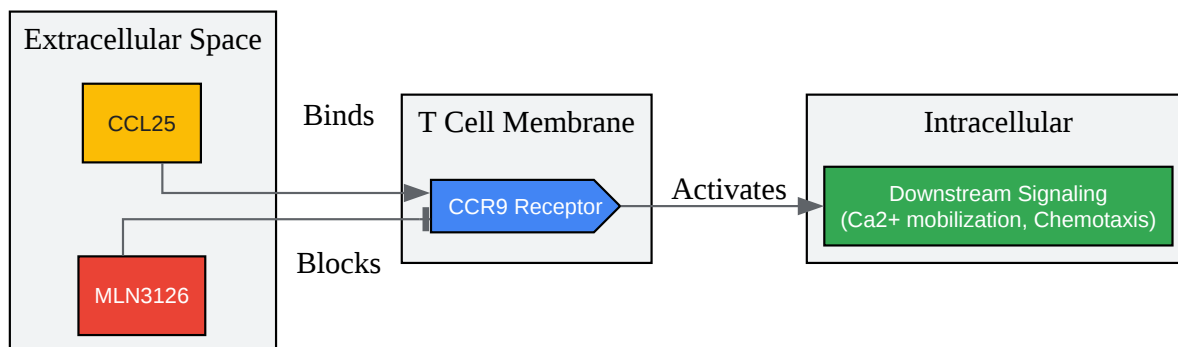 Extracellular Space
CCL25
MLN3126
Binds
Blocks
T Cell Membrane
CCR9 Receptor
Activates
Intracellular
Downstream Signaling
(Ca2+ mobilization, Chemotaxis)